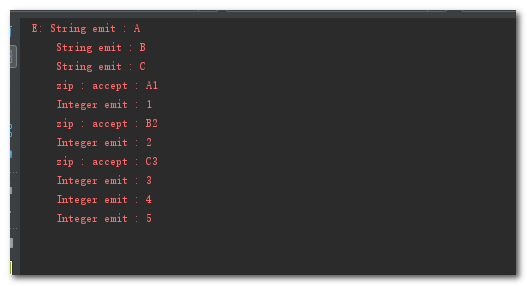 E: String emit : A
String emit : B
String emit : C
zip : accept : A1
Integer emit : 1
zip : accept : B2
Integer emit : 2
zip : accept : C3
Integer emit : 3
Integer emit : 4
Integer emit : 5